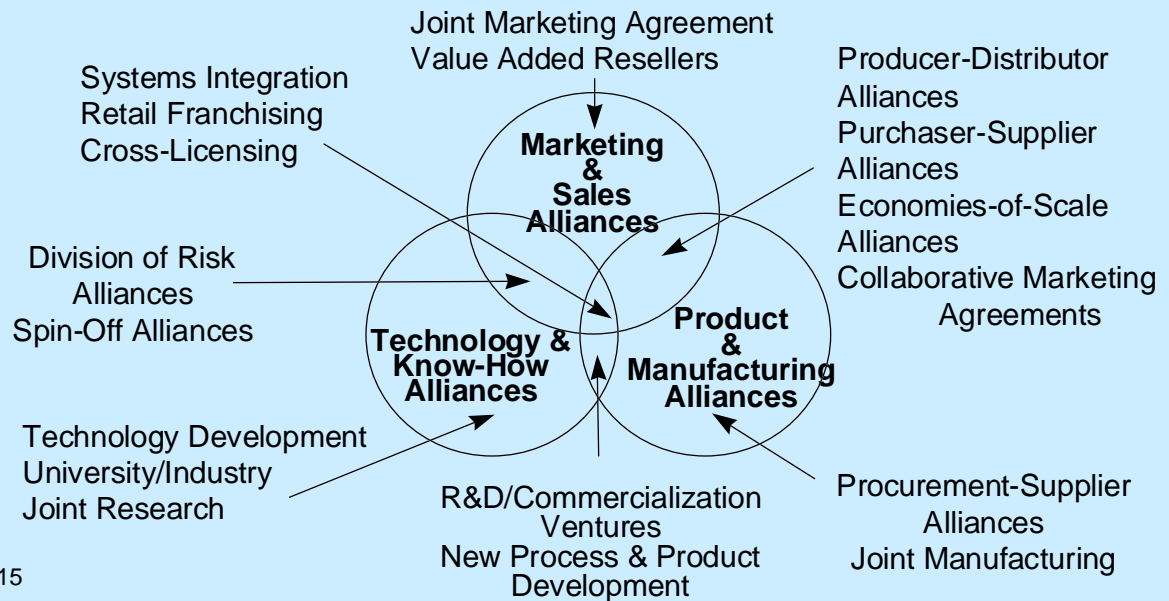 Joint Marketing Agreement
Value Added Resellers
Systems Integration
Retail Franchising
Cross-Licensing
Producer-Distributor
Alliances
Purchaser-Supplier
Alliances
Economies-of-Scale
Alliances
Collaborative Marketing
Agreements
Marketing
&
Sales
Alliances
Division of Risk
Alliances
Spin-Off Alliances
Technology &
Know-How
Alliances
Product
&
Manufacturing
Alliances
Technology Development
University/Industry
Joint Research
R&D/Commercialization
Ventures
New Process & Product
Development
Procurement-Supplier
Alliances
Joint Manufacturing
15